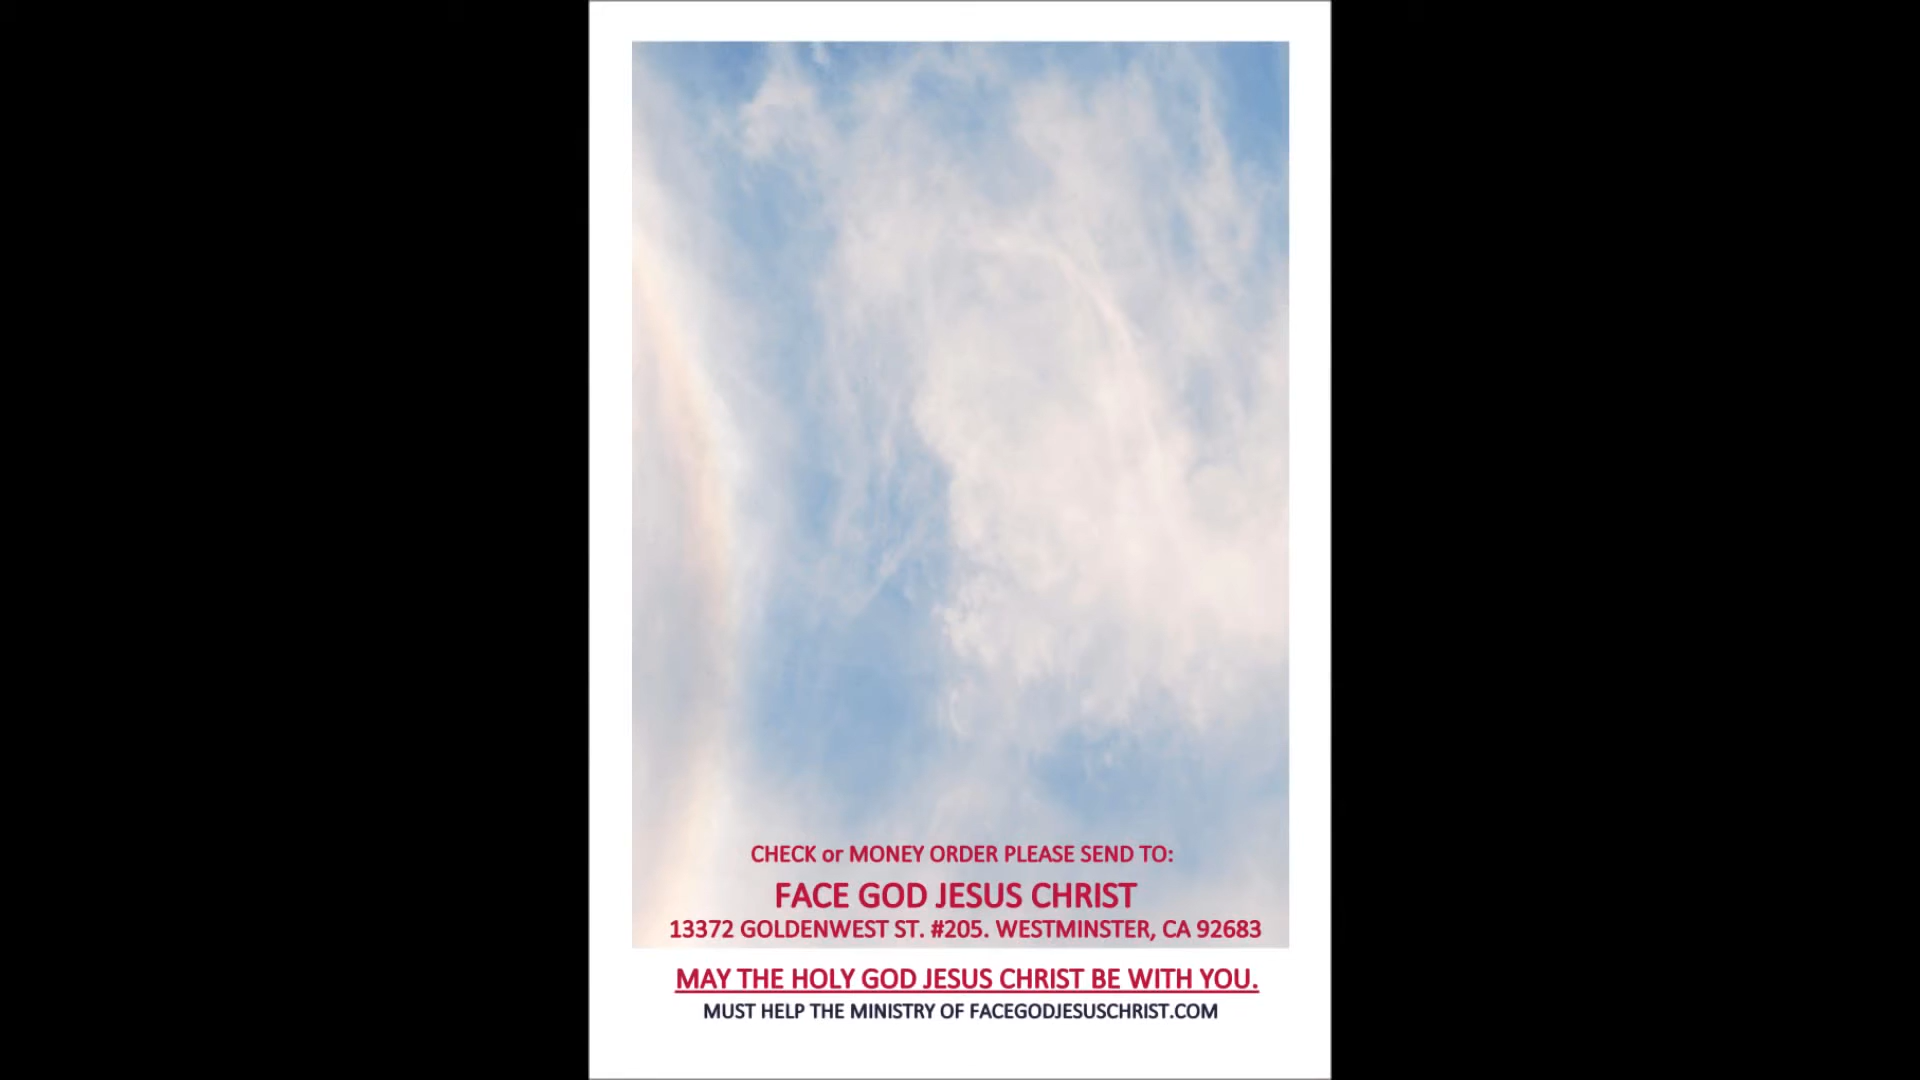 CHECK or MONEY ORDER PLEASE SEND TO:
FACE GOD JESUS CHRIST
13372 GOLDENWEST ST. #205. WESTMINSTER, CA 92683
MAY THE HOLY GOD JESUS CHRIST BE WITH YOU.
MUST HELP THE MINISTRY OF FACEGODJESUSCHRIST.COM